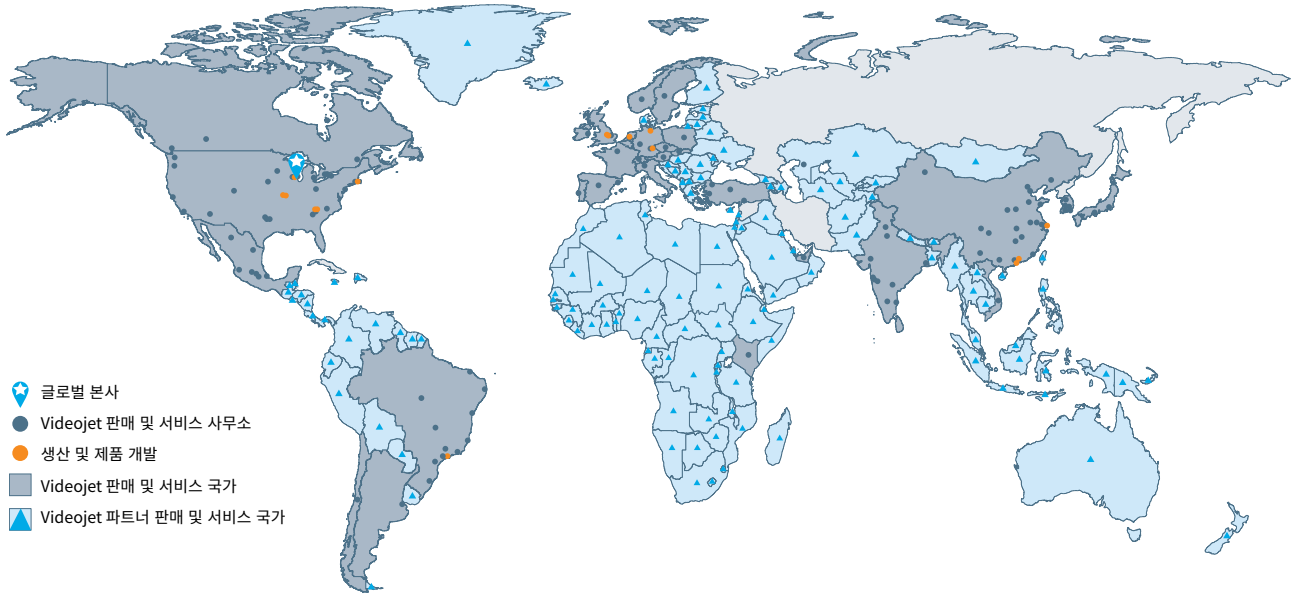 글로벌 본사
Videojet 판매 및 서비스 사무소
생산 및 제품 개발
Videojet 판매 및 서비스 국가
Videojet 파트너 판매 및 서비스 국가